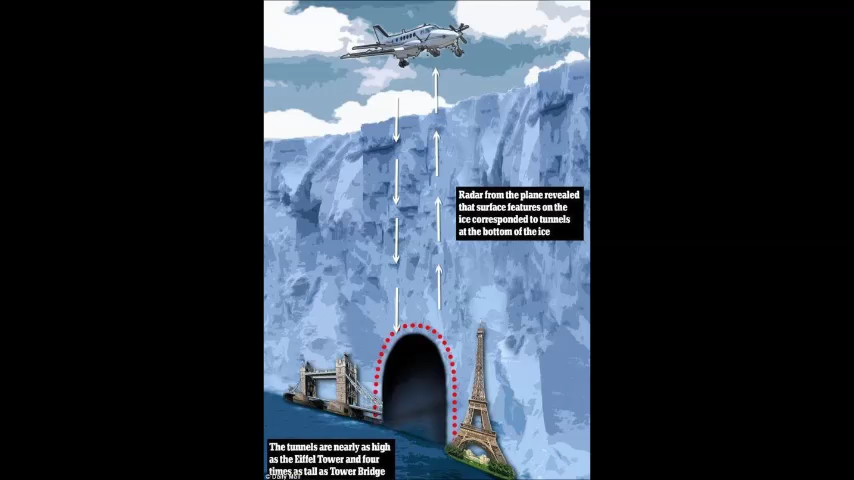 Radar from the plane revealed
that surface features on the
ice corresponded to tunnels
at the bottom of the ice
The tunnels are nearly as high
as the Eiffel Tower and four
times as tall as Tower Bridge
© Daily Mail